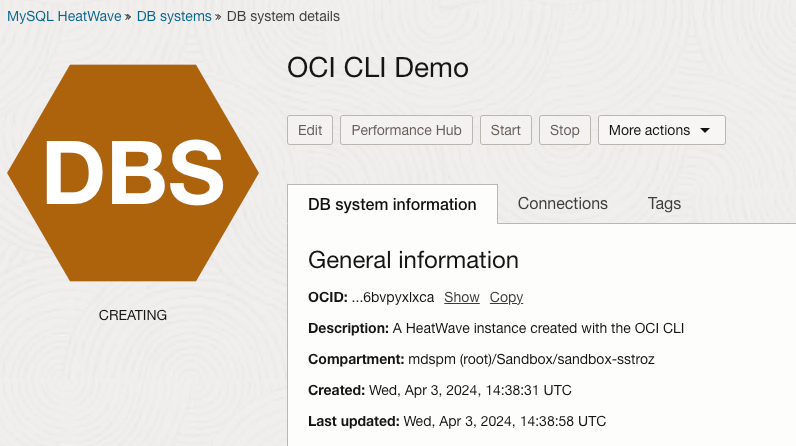 MySQL HeatWave » DB systems » DB system details
OCI CLI Demo
DBS
Edit Performance Hub Start Stop More actions
DB system information Connections Tags
General information
OCID: ...6bvpyxlxca Show Copy
CREATING
Description: A HeatWave instance created with the OCI CLI
Compartment: mdspm (root)/Sandbox/sandbox-sstroz
Created: Wed, Apr 3, 2024, 14:38:31 UTC
Last updated: Wed, Apr 3, 2024, 14:38:58 UTC